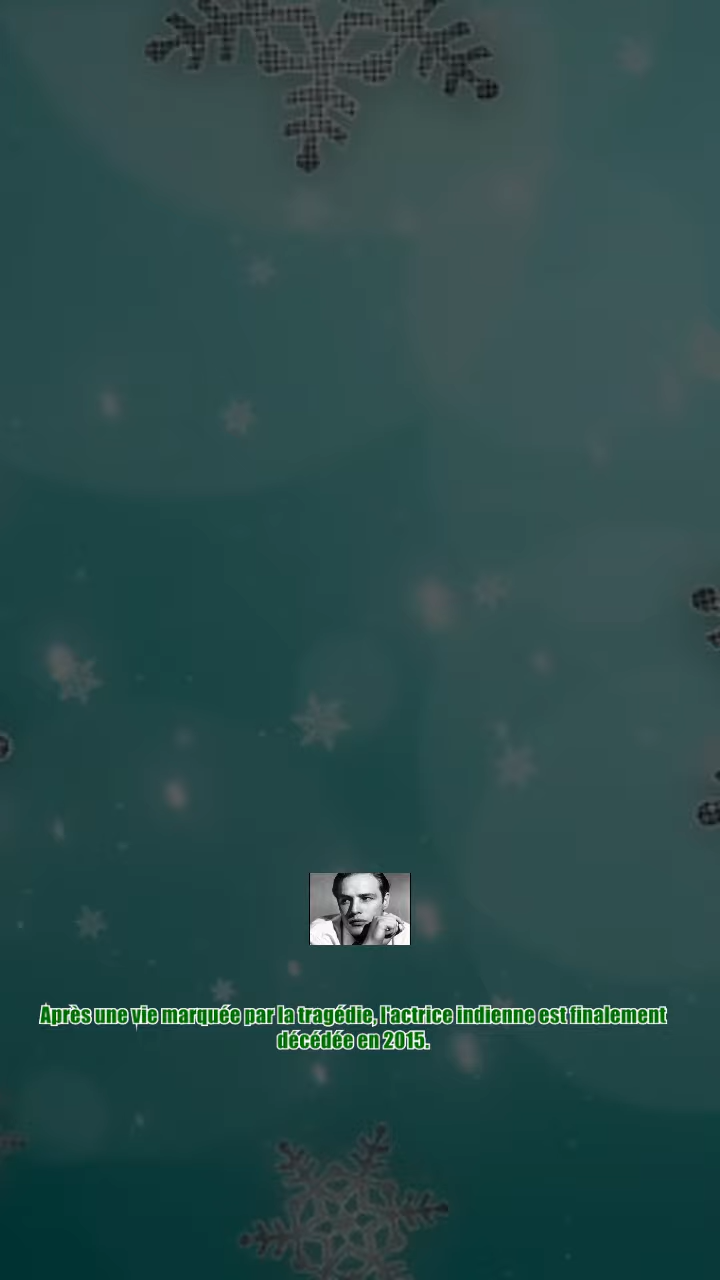 Après une vie marquée par la tragédie, l'actrice indienne est finalement
décédée en 2015.